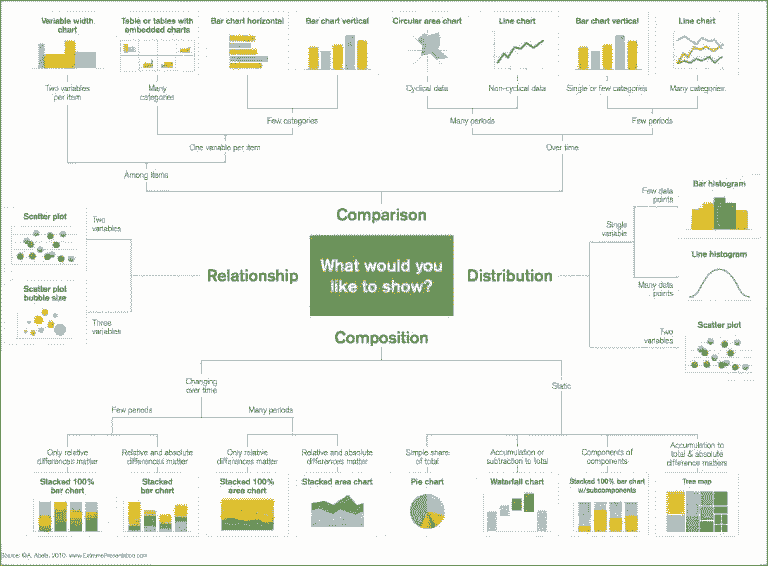 Variable width
chart
Table or tables with
embedded charts
Bar chart horizontal
Bar chart vertical
Circular area chart
Line chart
Bar chart vertical
Line chart
Two variables
per item
Many
categories
Cyclical data
Non-cyclical data
Single or few categories
Many categories
Few categories
Many periods
Few periods
One variable per item
Over time
Among items
Comparison
What would you
like to show?
Relationship
Distribution
Composition
Scatter plot
Two
variables
Scatter plot
bubble size
Three
variables
Few data
points
Bar histogram
Single
variable
Line histogram
Many data
points
Two
variables
Scatter plot
Changing
over time
Static
Few periods
Many periods
Only relative
differences matter
Relative and absolute
differences matter
Only relative
differences matter
Relative and absolute
differences matter
Simple share
of total
Accumulation or
subtraction to total
Components of
components
Accumulation to
total & absolute
difference matters
Stacked 100%
bar chart
Stacked
bar chart
Stacked 100%
area chart
Stacked area chart
Pie chart
Waterfall chart
Stacked 100% bar chart
w/subcomponents
Tree map
Source: ©A. Abela, 2010. www.ExtremePresentation.com